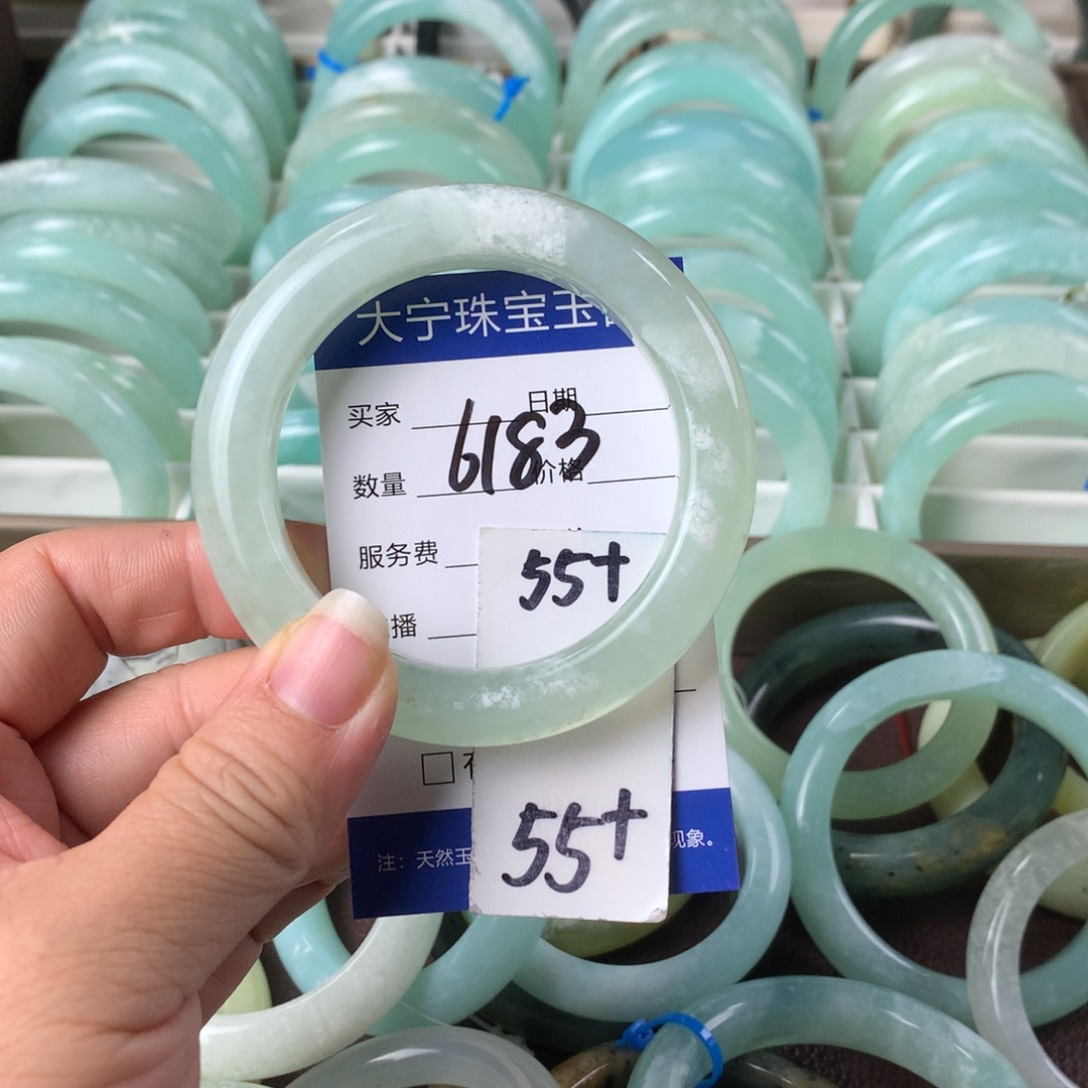 大宁珠宝玉
买家 日期
6183
数量 价格
服务费
55+
播
55+
注：天然玉 现象。